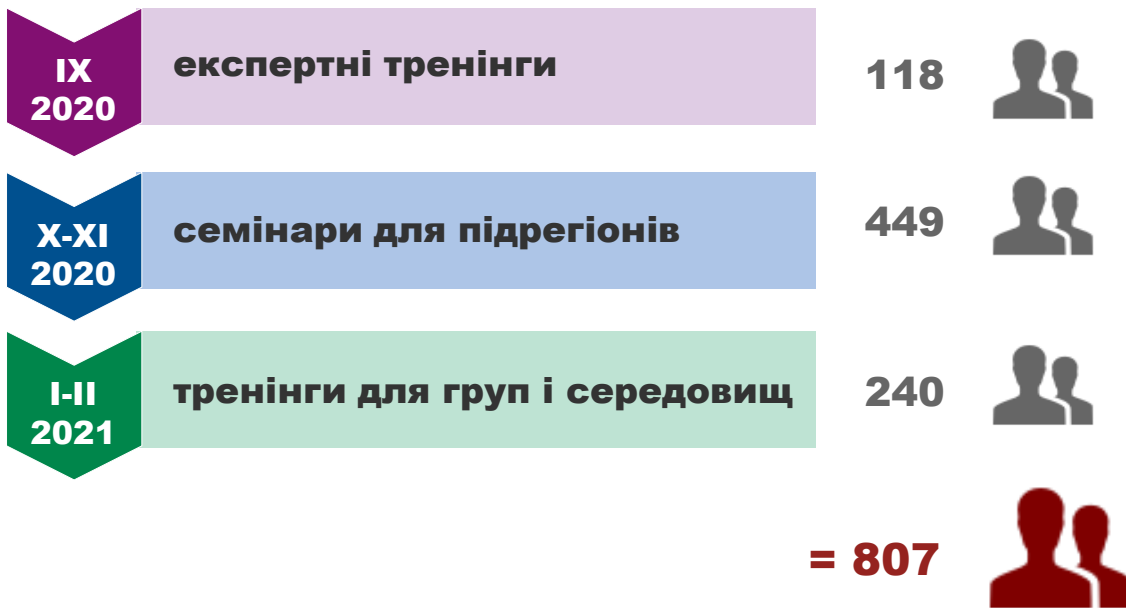 IX
2020
експертні тренінги
118
X-XI
2020
семінари для підрегіонів
449
I-II
2021
тренінги для груп і середовищ
240
= 807